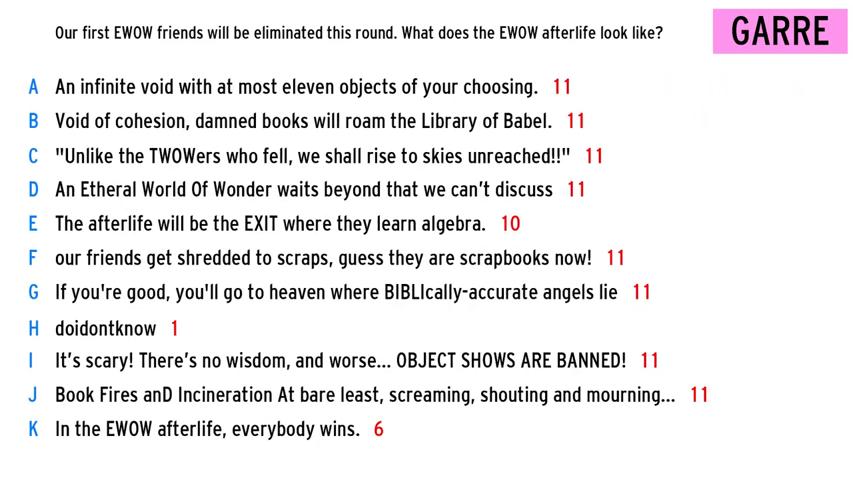 Our first EWOW friends will be eliminated this round. What does the EWOW afterlife look like?
GARRE
A An infinite void with at most eleven objects of your choosing. 11
B Void of cohesion, damned books will roam the Library of Babel. 11
C "Unlike the TWOWers who fell, we shall rise to skies unreached!!" 11
D An Etheral World Of Wonder waits beyond that we can’t discuss 11
E The afterlife will be the EXIT where they learn algebra. 10
F our friends get shredded to scraps, guess they are scrapbooks now! 11
G If you're good, you'll go to heaven where BIBLIcally-accurate angels lie 11
H doidontknow 1
I It’s scary! There’s no wisdom, and worse... OBJECT SHOWS ARE BANNED! 11
J Book Fires anD Incineration At bare least, screaming, shouting and mourning... 11
K In the EWOW afterlife, everybody wins. 6